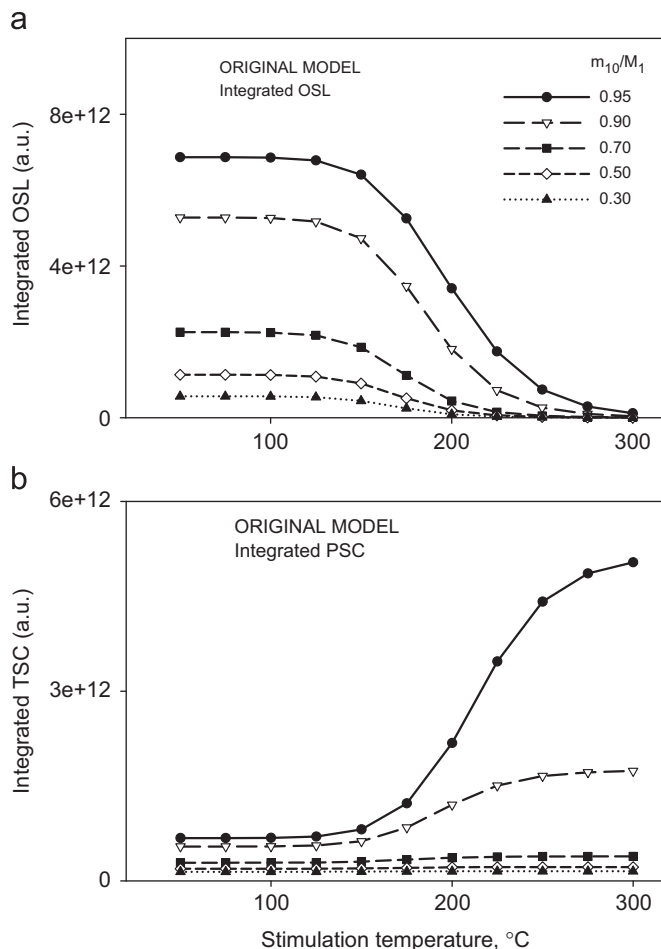 a
ORIGINAL MODEL
Integrated OSL
m10/M1
0.95
0.90
0.70
0.50
0.30
8e+12
4e+12
0
Integrated OSL (a.u.)
100
200
300
b
ORIGINAL MODEL
Integrated PSC
6e+12
3e+12
0
Integrated TSC (a.u.)
100
200
300
Stimulation temperature, °C